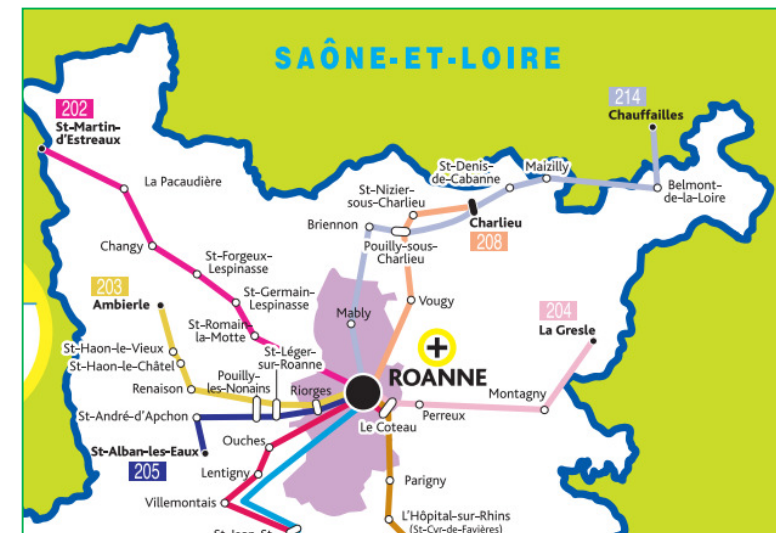 SAÔNE-ET-LOIRE
202
St-Martin-
d'Estreaux
214
Chauffailles
La Pacaudière
St-Denis-
de-Cabanne
Maizilly
Belmont-
de-la-Loire
St-Nizier-
sous-Charlieu
Briennon
Charlieu
208
Pouilly-sous-
Charlieu
Changy
St-Forgeux-
Lespinasse
203
Ambierle
St-Germain-
Lespinasse
Mably
Vougy
204
La Gresle
St-Romain-
la-Motte
St-Haon-le-Vieux
St-Haon-le-Châtel
St-Léger-
sur-Roanne
Pouilly-
les-Nonains
Renaison
Riorges
ROANNE
Montagny
Perreux
Le Coteau
St-André-d'Apchon
St-Alban-les-Eaux
205
Ouches
Lentigny
Parigny
Villemontais
L'Hôpital-sur-Rhins
(St-Cyr-de-Favières)